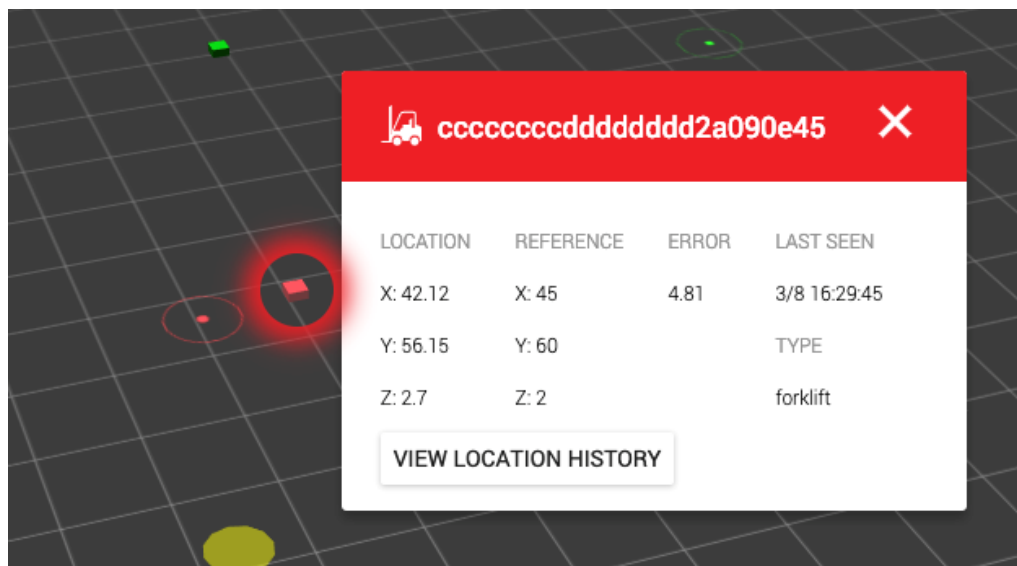 ccccccccdddddddd2a090e45
LOCATION REFERENCE ERROR LAST SEEN
X: 42.12 X: 45 4.81 3/8 16:29:45
Y: 56.15 Y: 60 TYPE
Z: 2.7 Z: 2 forklift
VIEW LOCATION HISTORY